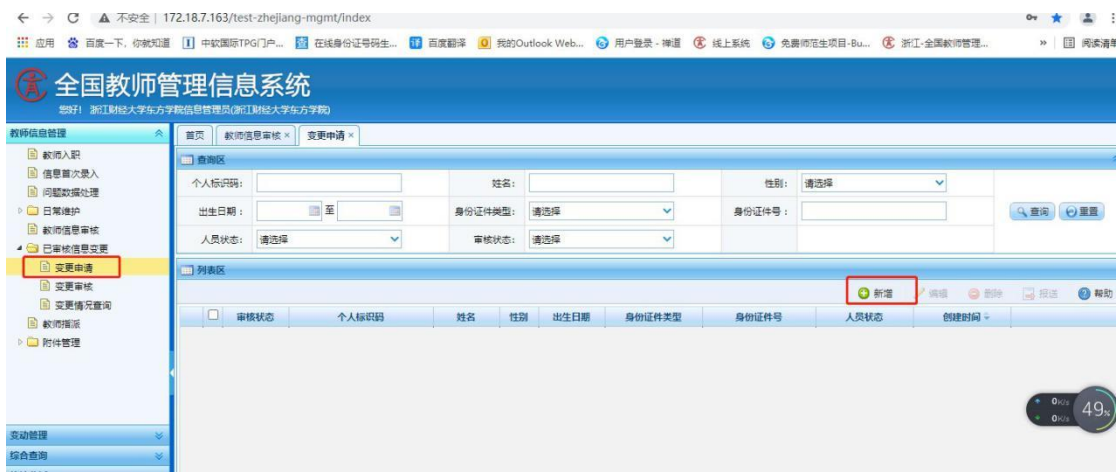 不安全 | 172.18.7.163/test-zhejiang-mgmt/index
应用 百度一下，你就知道 中软国际TPG门户... 在线身份证号码生... 百度翻译 我的Outlook Web... 用户登录 - 禅道 线上系统 免费师范生项目-Bu... 浙江-全国教师管理... » 阅读清单
全国教师管理信息系统
您好！ 浙江财经大学东方学院信息管理员(浙江财经大学东方学院)
教师信息管理
首页 教师信息审核 × 变更申请 ×
教师入职
信息首次录入
问题数据处理
日常维护
教师信息审核
已审核信息变更
变更申请
变更审核
变更情况查询
教师指派
附件管理
变动管理
综合查询
查询区
个人标识码: 姓名: 性别: 请选择
出生日期: 至 身份证件类型: 请选择 身份证件号: 查询 重置
人员状态: 请选择 审核状态: 请选择
列表区
新增 编辑 删除 报送 帮助
审核状态 个人标识码 姓名 性别 出生日期 身份证件类型 身份证件号 人员状态 创建时间
0K/s
0K/s
49%